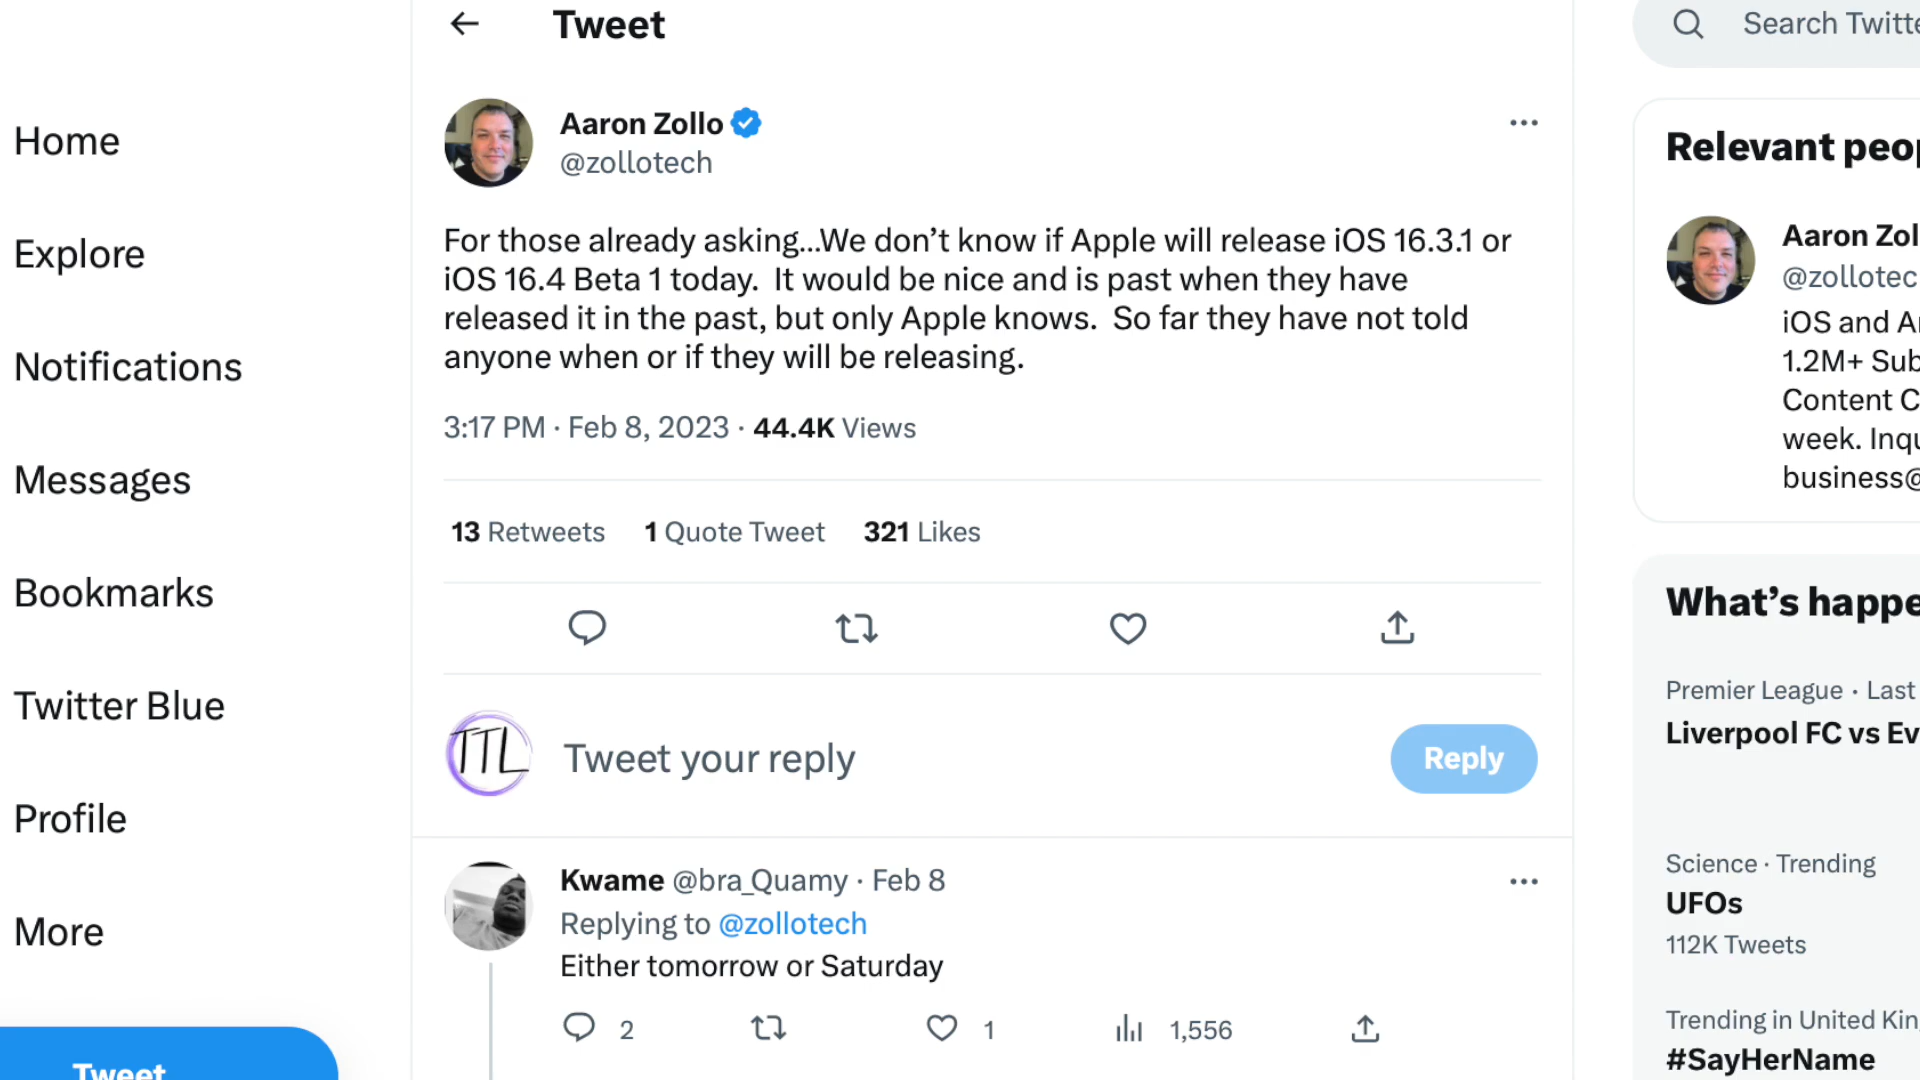 Tweet
Search Twitte
Home
Explore
Notifications
Messages
Bookmarks
Twitter Blue
Profile
More
Tweet
Aaron Zollo
@zollotech
For those already asking...We don’t know if Apple will release iOS 16.3.1 or
iOS 16.4 Beta 1 today.  It would be nice and is past when they have
released it in the past, but only Apple knows.  So far they have not told
anyone when or if they will be releasing.
3:17 PM · Feb 8, 2023 · 44.4K Views
13 Retweets 1 Quote Tweet 321 Likes
TTL
Tweet your reply
Reply
Kwame @bra_Quamy · Feb 8
Replying to @zollotech
Either tomorrow or Saturday
2 1 1,556
Relevant peop
Aaron Zol
@zollotec
iOS and A
1.2M+ Sub
Content C
week. Inqu
business@
What’s happe
Premier League · Last
Liverpool FC vs Ev
Science · Trending
UFOs
112K Tweets
Trending in United Kin
#SayHerName